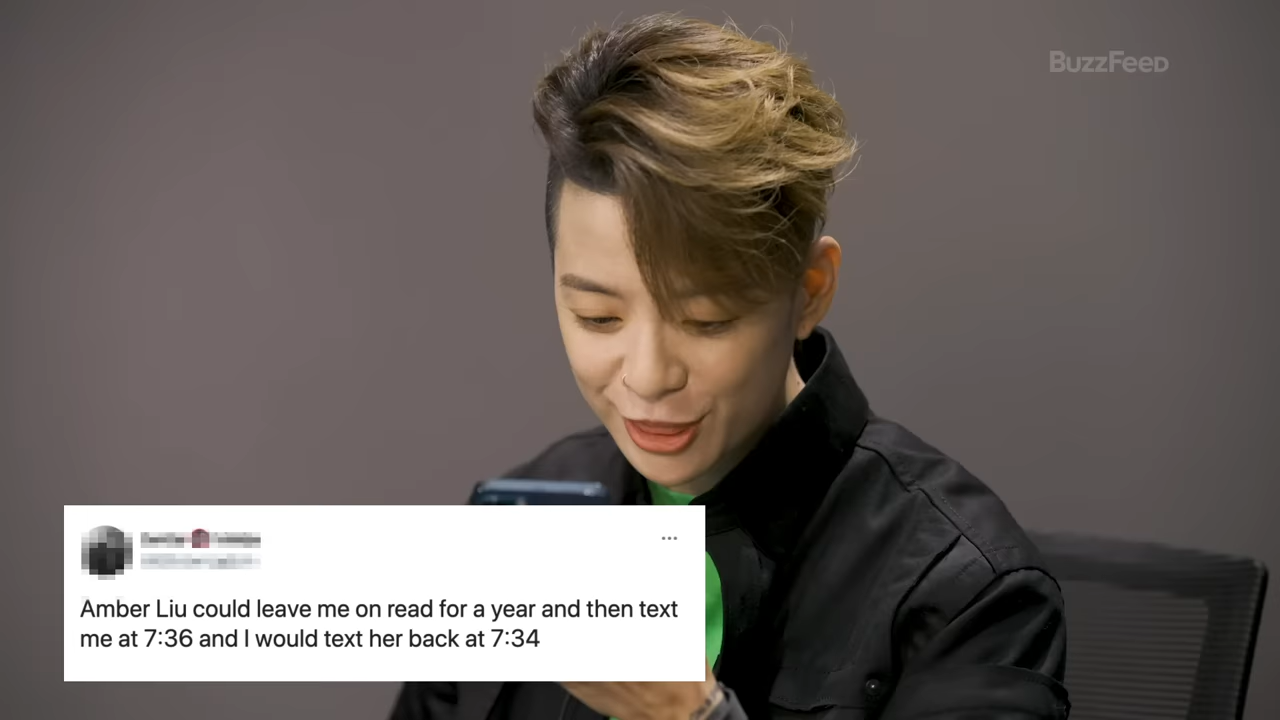 BuzzFeed
Amber Liu could leave me on read for a year and then text
me at 7:36 and I would text her back at 7:34